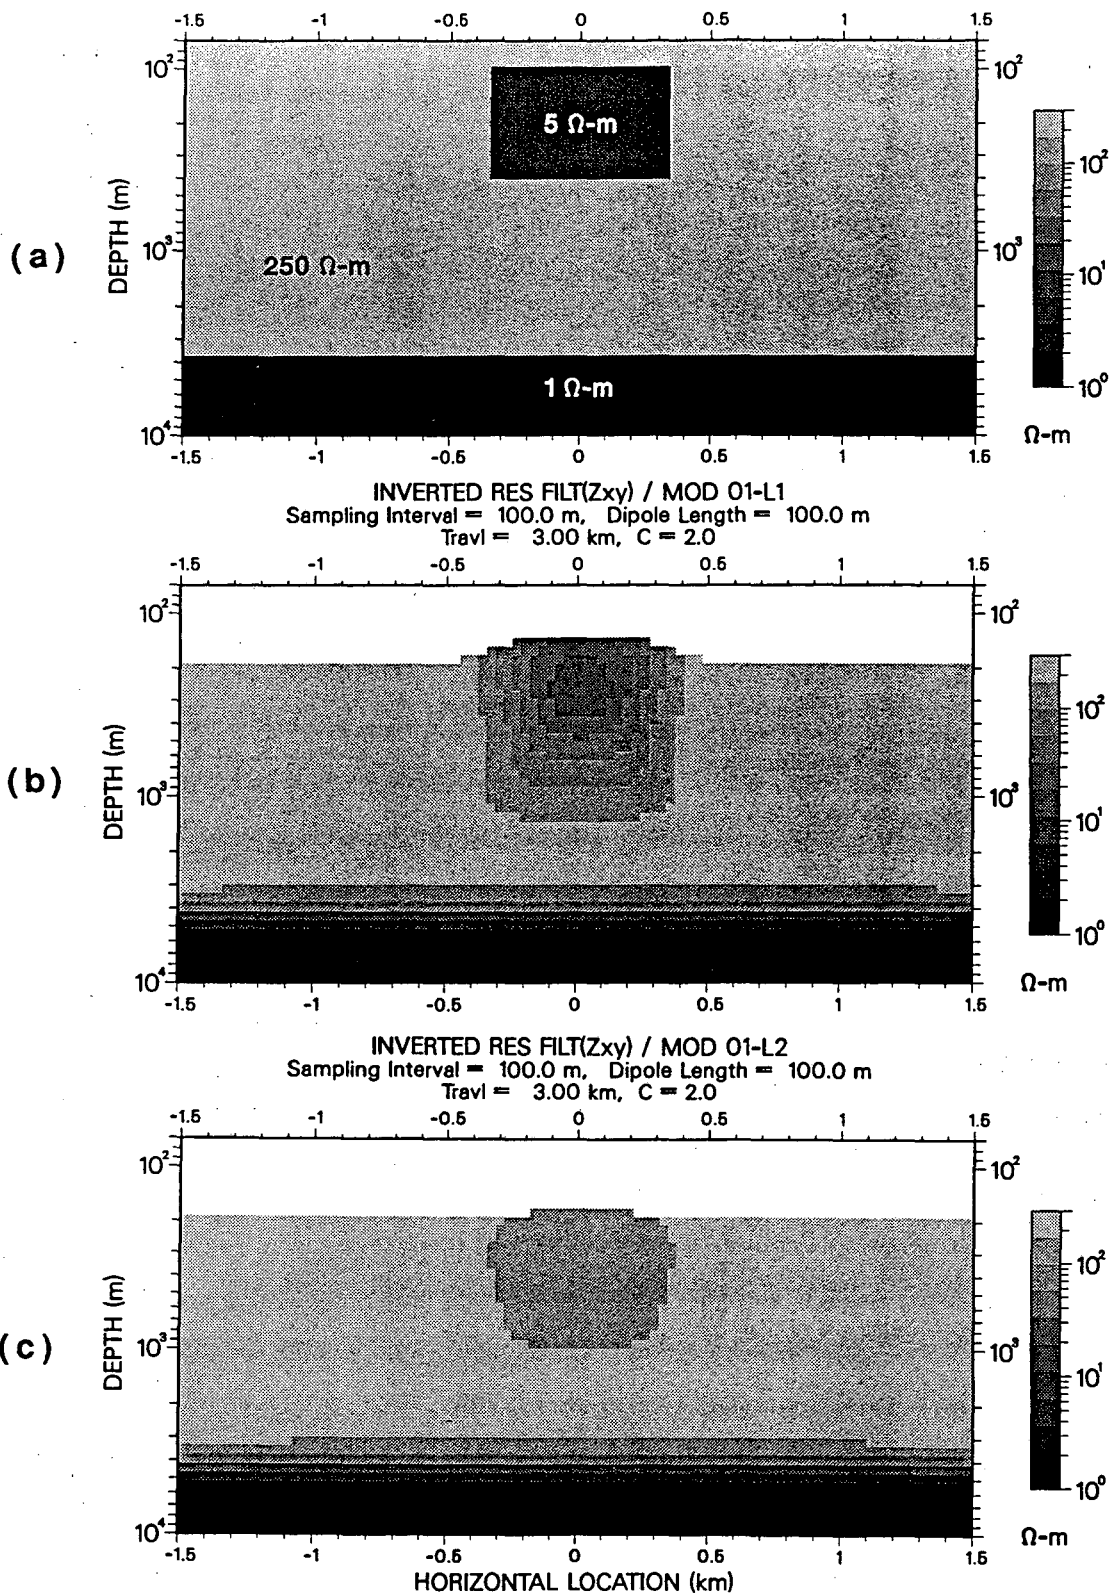 -1.5 -1 -0.5 0 0.5 1 1.5
10² 10²
5 Ω-m
10²
(a)
DEPTH (m)
10³ 10³
250 Ω-m
10¹
1 Ω-m
10⁰
10⁴
Ω-m
-1.5 -1 -0.5 0 0.5 1 1.5
INVERTED RES FILT(Zxy) / MOD 01-L1
Sampling Interval = 100.0 m, Dipole Length = 100.0 m
Travl = 3.00 km, C = 2.0
-1.5 -1 -0.5 0 0.5 1 1.5
10² 10²
10²
(b)
DEPTH (m)
10³ 10³
10¹
10⁰
10⁴
Ω-m
-1.5 -1 -0.5 0 0.5 1 1.5
INVERTED RES FILT(Zxy) / MOD 01-L2
Sampling Interval = 100.0 m, Dipole Length = 100.0 m
Travl = 3.00 km, C = 2.0
-1.5 -1 -0.5 0 0.5 1 1.5
10² 10²
10²
(c)
DEPTH (m)
10³ 10³
10¹
10⁰
10⁴
Ω-m
-1.5 -1 -0.5 0 0.5 1 1.5
HORIZONTAL LOCATION (km)